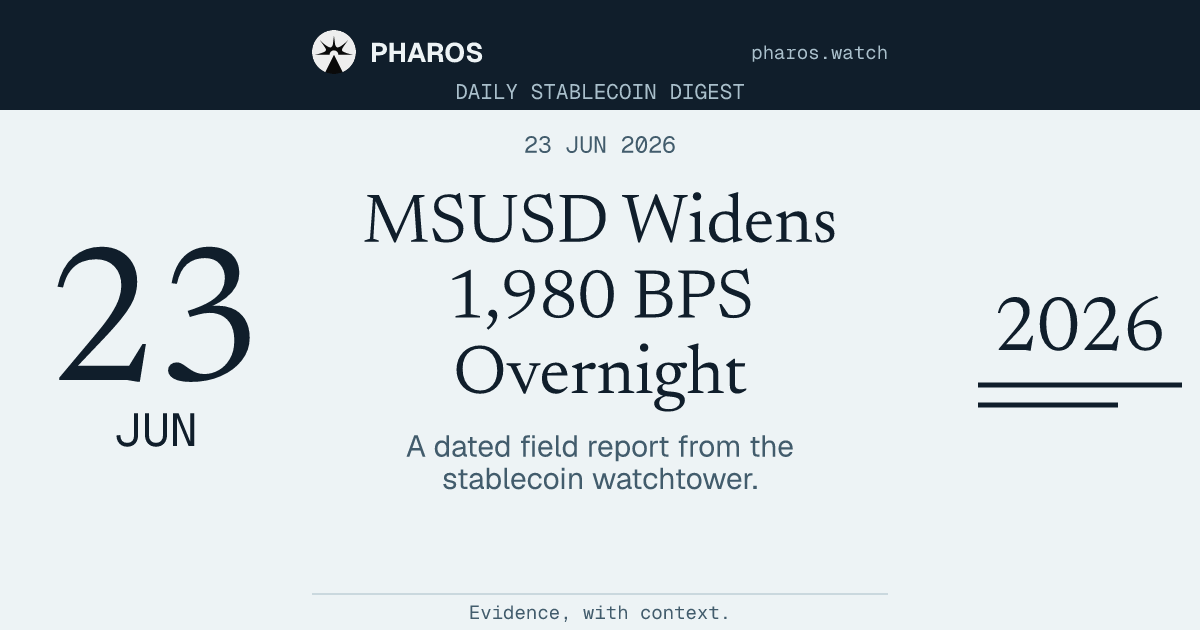 PHAROS
pharos.watch
DAILY STABLECOIN DIGEST
23 JUN 2026
MSUSD Widens
1,980 BPS
Overnight
A dated field report from the
stablecoin watchtower.
23
JUN
2026
Evidence, with context.